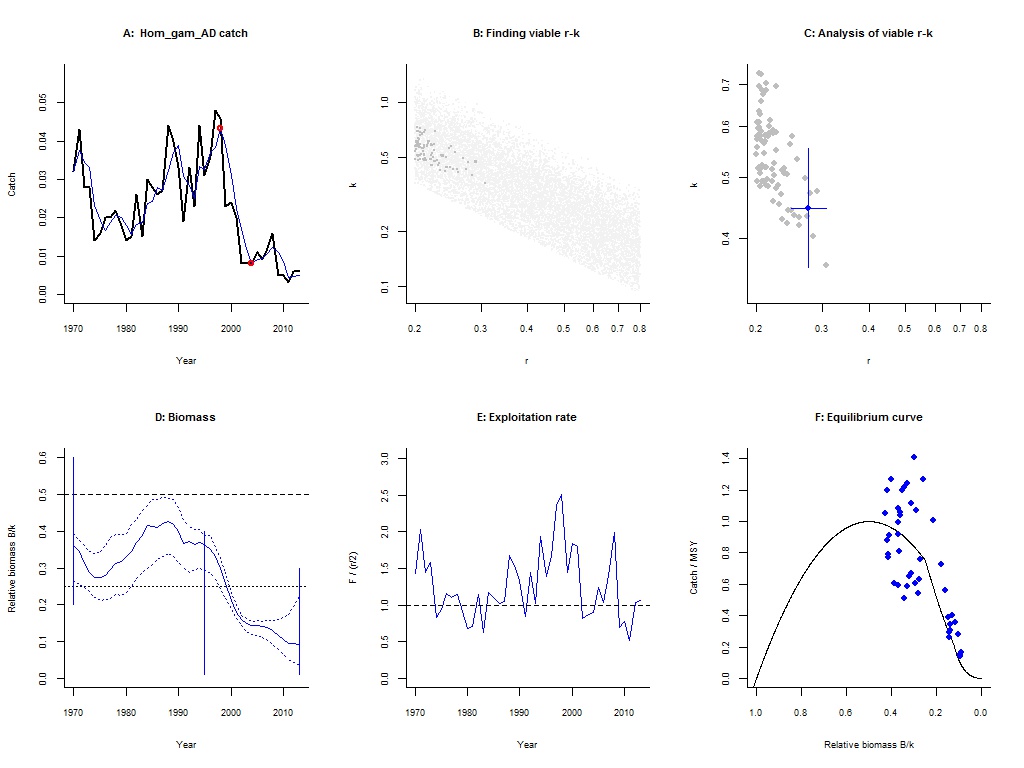 A: Hom_gam_AD catch
Catch
0.00 0.01 0.02 0.03 0.04 0.05
1970 1980 1990 2000 2010
Year
B: Finding viable r-k
k
0.1 0.2 0.5 1.0
0.2 0.3 0.4 0.5 0.6 0.7 0.8
r
C: Analysis of viable r-k
k
0.4 0.5 0.6 0.7
0.2 0.3 0.4 0.5 0.6 0.7 0.8
r
D: Biomass
Relative biomass B/k
0.0 0.1 0.2 0.3 0.4 0.5 0.6
1970 1980 1990 2000 2010
Year
E: Exploitation rate
F / (r/2)
0.0 0.5 1.0 1.5 2.0 2.5 3.0
1970 1980 1990 2000 2010
Year
F: Equilibrium curve
Catch / MSY
0.0 0.2 0.4 0.6 0.8 1.0 1.2 1.4
1.0 0.8 0.6 0.4 0.2 0.0
Relative biomass B/k